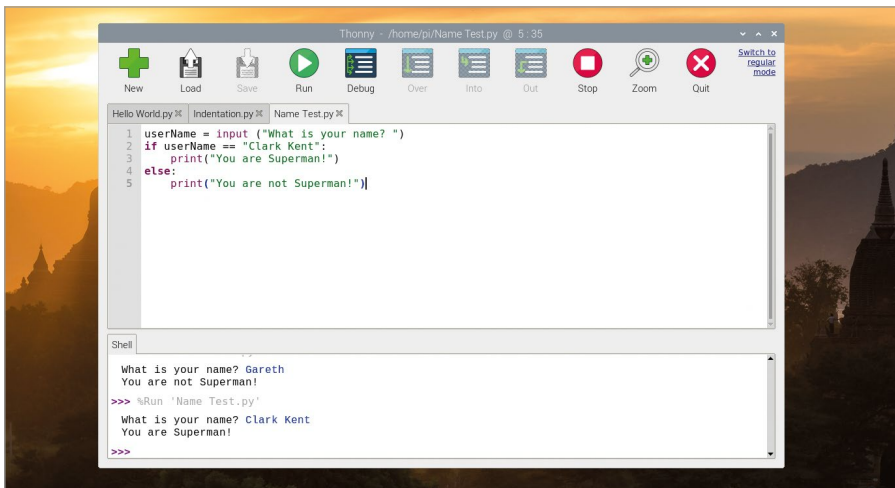 Thonny - /home/pi/Name Test.py @ 5:35
New Load Save Run Debug Over Into Out Stop Zoom Quit
Switch to
regular
mode
Hello World.py Indentation.py Name Test.py
1 userName = input ("What is your name? ")
2 if userName == "Clark Kent":
3     print("You are Superman!")
4 else:
5     print("You are not Superman!")
Shell
What is your name? Gareth
You are not Superman!
>>> %Run 'Name Test.py'
What is your name? Clark Kent
You are Superman!
>>>